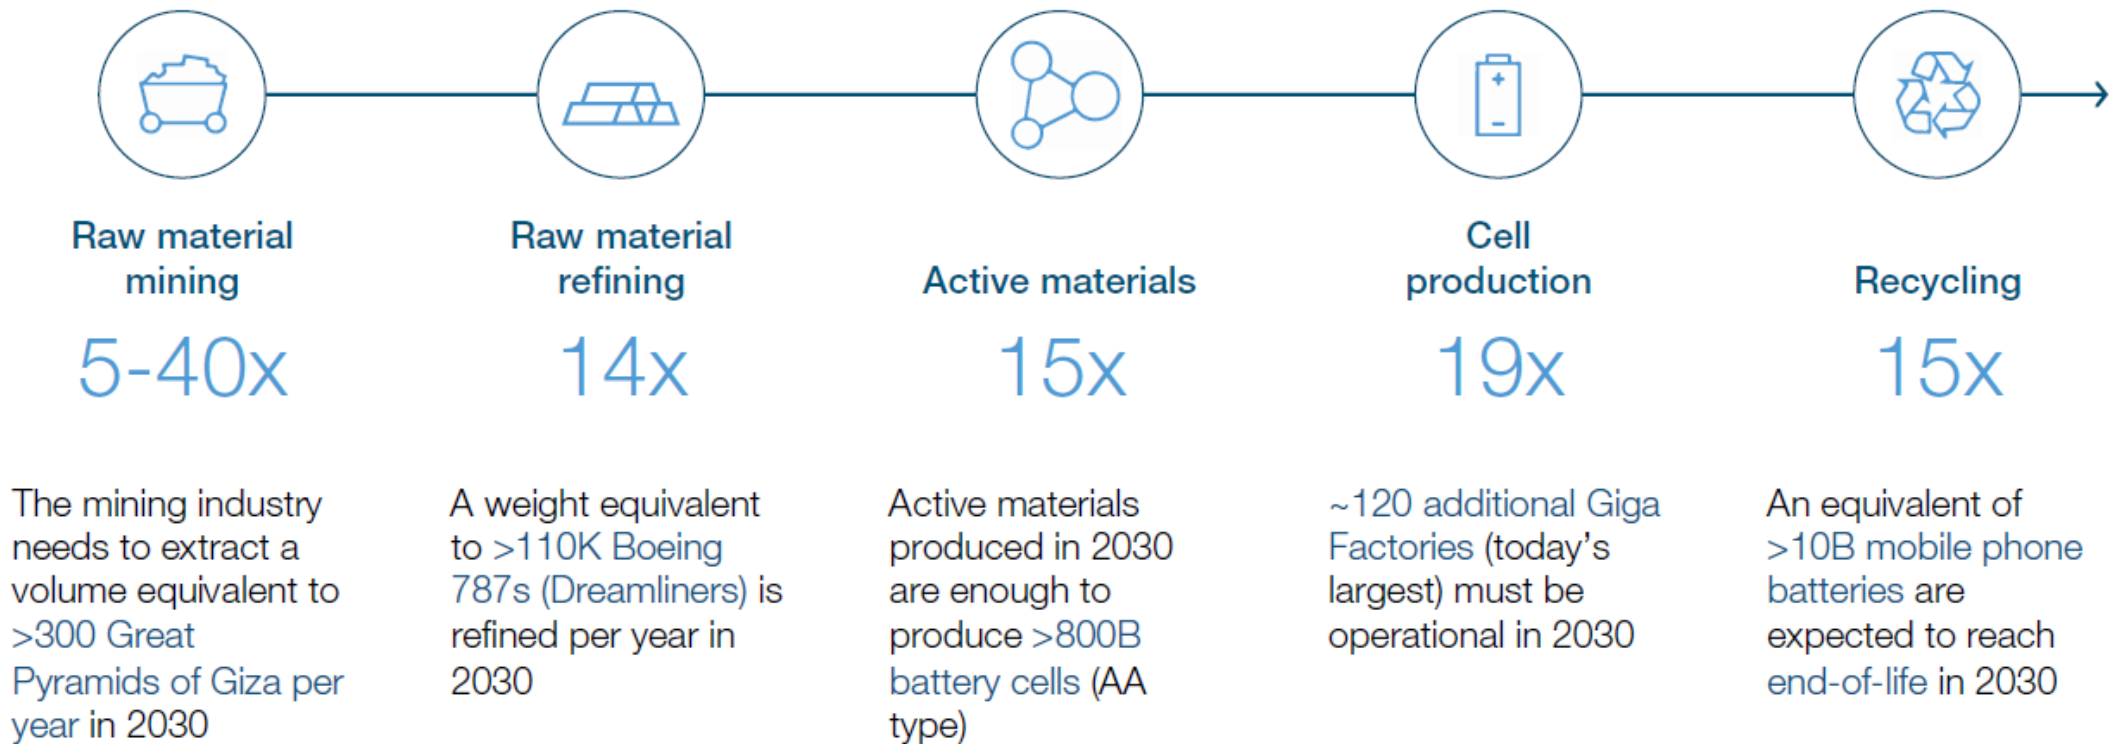 Raw material
mining
5-40x
The mining industry
needs to extract a
volume equivalent to
>300 Great
Pyramids of Giza per
year in 2030
Raw material
refining
14x
A weight equivalent
to >110K Boeing
787s (Dreamliners) is
refined per year in
2030
Active materials
15x
Active materials
produced in 2030
are enough to
produce >800B
battery cells (AA
type)
Cell
production
19x
~120 additional Giga
Factories (today’s
largest) must be
operational in 2030
Recycling
15x
An equivalent of
>10B mobile phone
batteries are
expected to reach
end-of-life in 2030